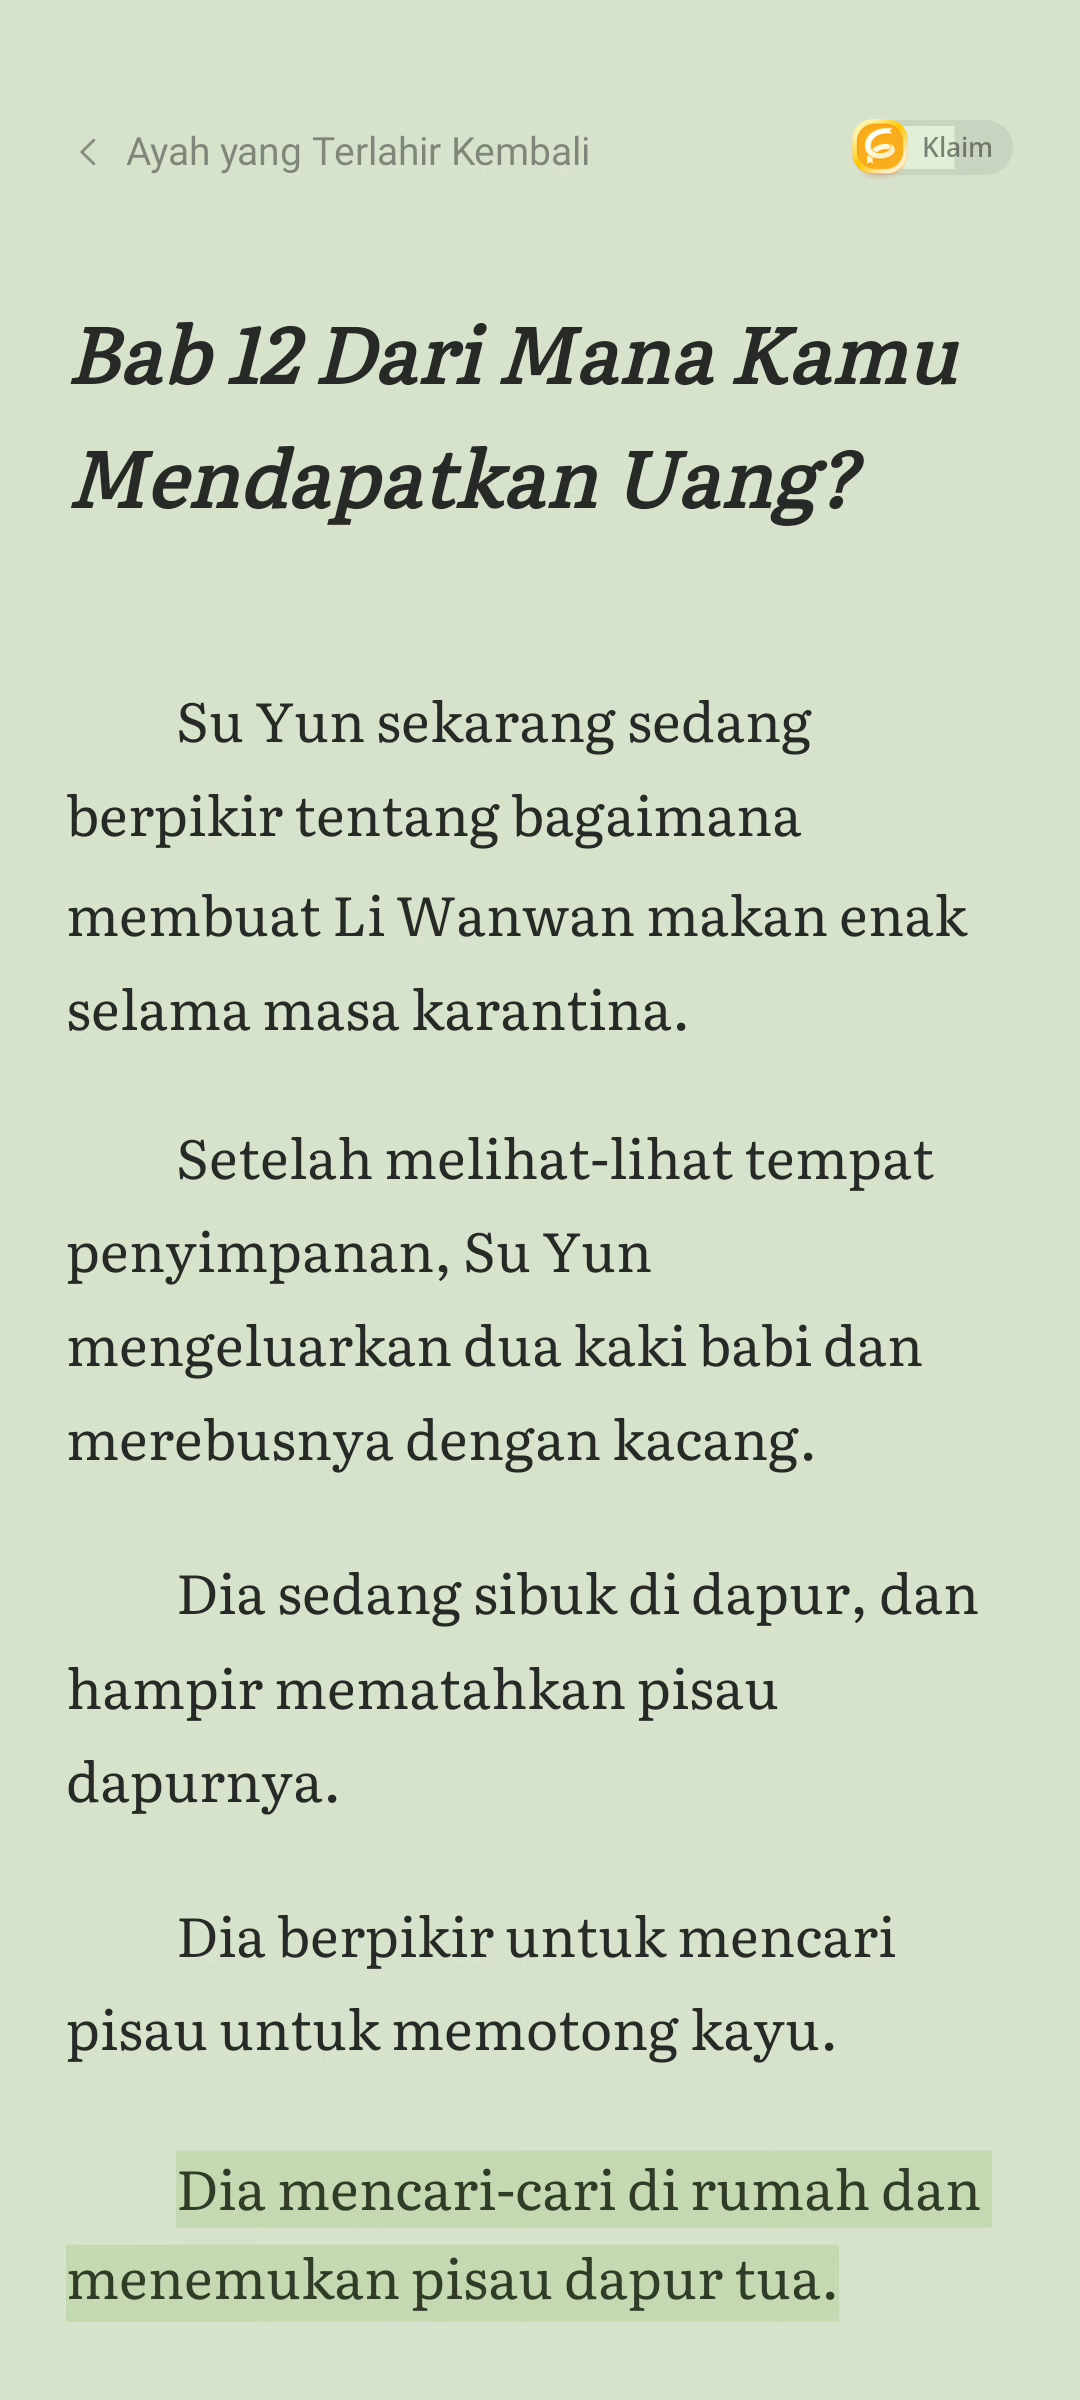 Ayah yang Terlahir Kembali
Klaim
Bab 12 Dari Mana Kamu
Mendapatkan Uang?
Su Yun sekarang sedang
berpikir tentang bagaimana
membuat Li Wanwan makan enak
selama masa karantina.
Setelah melihat-lihat tempat
penyimpanan, Su Yun
mengeluarkan dua kaki babi dan
merebusnya dengan kacang.
Dia sedang sibuk di dapur, dan
hampir mematahkan pisau
dapurnya.
Dia berpikir untuk mencari
pisau untuk memotong kayu.
Dia mencari-cari di rumah dan
menemukan pisau dapur tua.